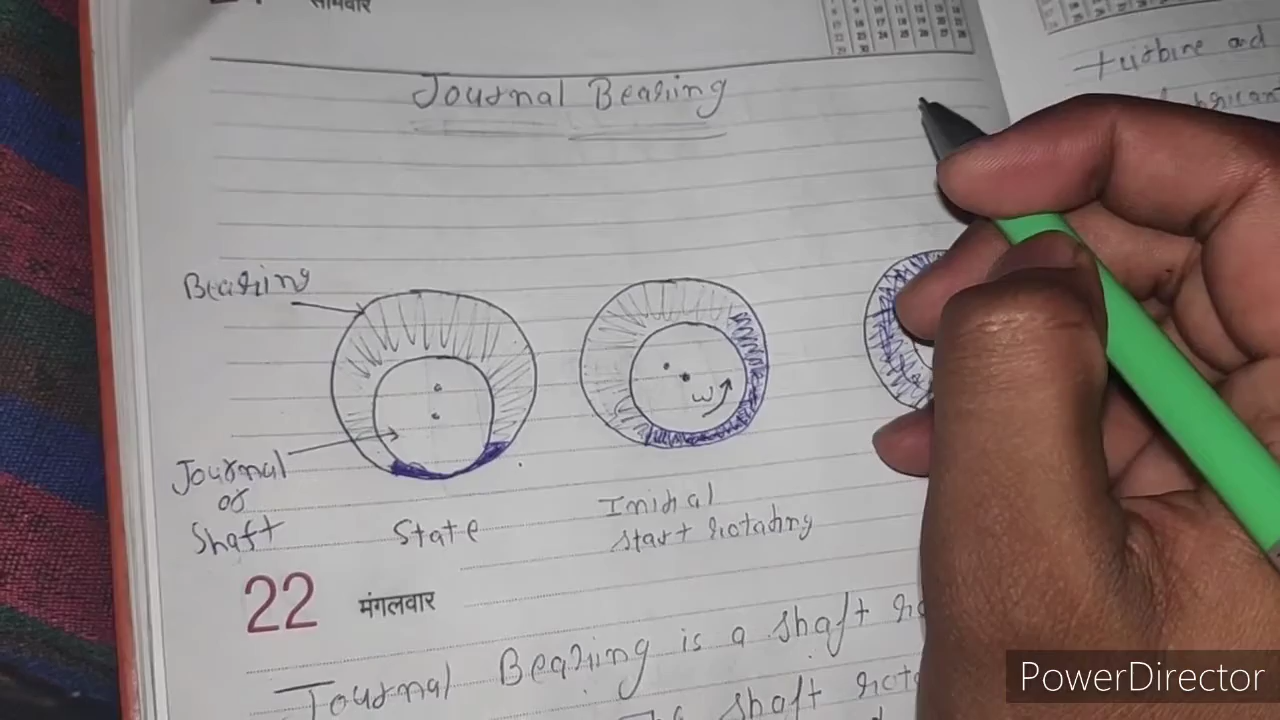 सोमवार
turbine and
Journal Bearing
Bearing
ω
Journal
or
Shaft
State
Initial
start rotating
22 मंगलवार
Journal Bearing is a shaft
shaft
PowerDirector